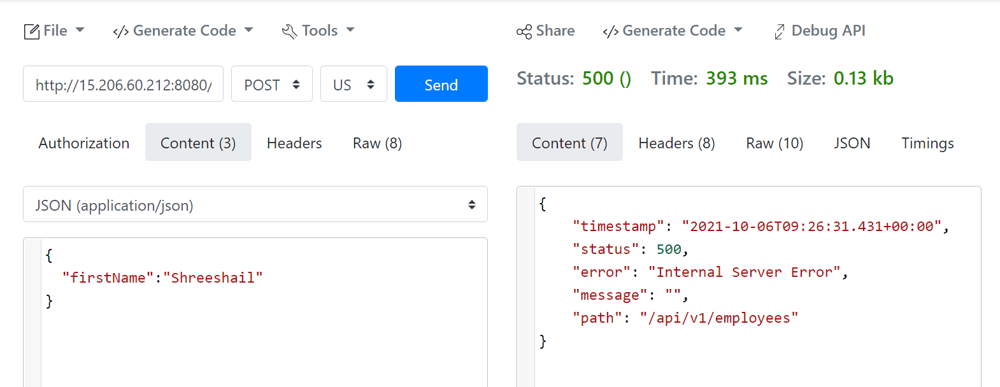 File
</> Generate Code
Tools
Share
</> Generate Code
Debug API
http://15.206.60.212:8080/
POST
US
Send
Status: 500 () Time: 393 ms Size: 0.13 kb
Authorization
Content (3)
Headers
Raw (8)
Content (7)
Headers (8)
Raw (10)
JSON
Timings
JSON (application/json)
{
"firstName":"Shreeshail"
}
{
"timestamp": "2021-10-06T09:26:31.431+00:00",
"status": 500,
"error": "Internal Server Error",
"message": "",
"path": "/api/v1/employees"
}